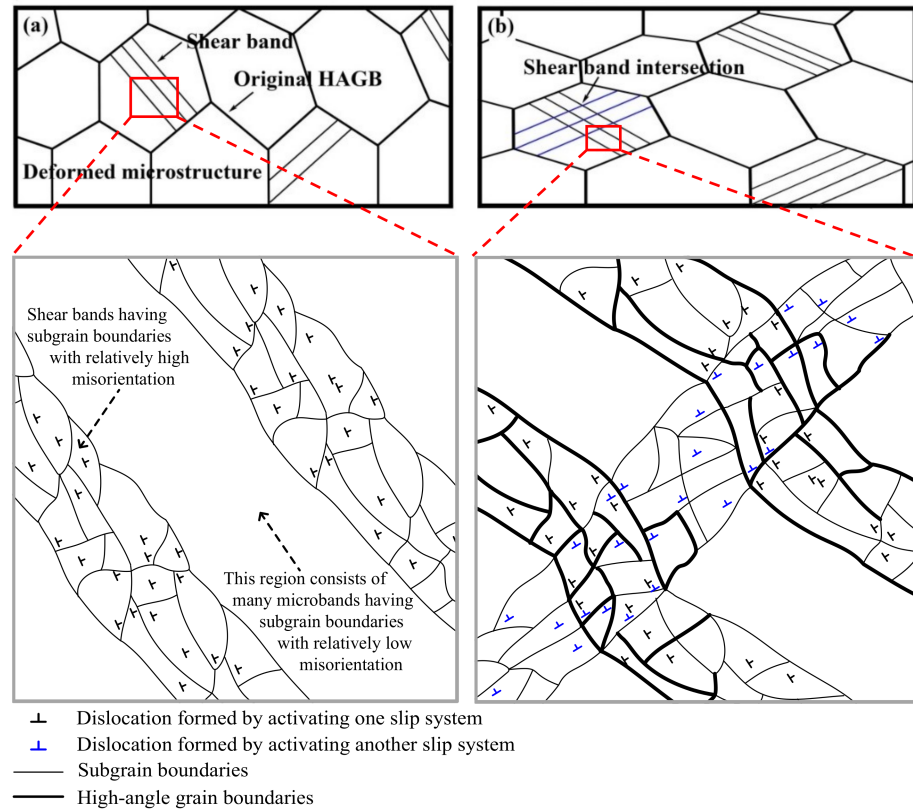 (a)
Shear band
Original HAGB
Deformed microstructure
(b)
Shear band intersection
Shear bands having
subgrain boundaries
with relatively high
misorientation
This region consists of
many microbands having
subgrain boundaries
with relatively low
misorientation
Dislocation formed by activating one slip system
Dislocation formed by activating another slip system
Subgrain boundaries
High-angle grain boundaries